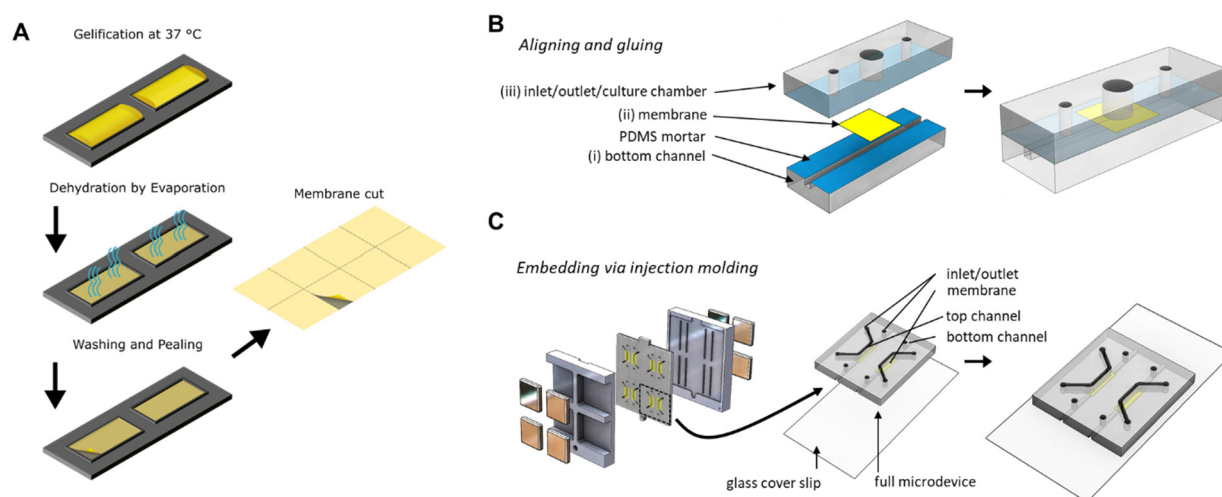 A
Gelification at 37 ºC
Dehydration by Evaporation
Membrane cut
Washing and Pealing
B
Aligning and gluing
(iii) inlet/outlet/culture chamber
(ii) membrane
PDMS mortar
(i) bottom channel
C
Embedding via injection molding
inlet/outlet
membrane
top channel
bottom channel
glass cover slip
full microdevice